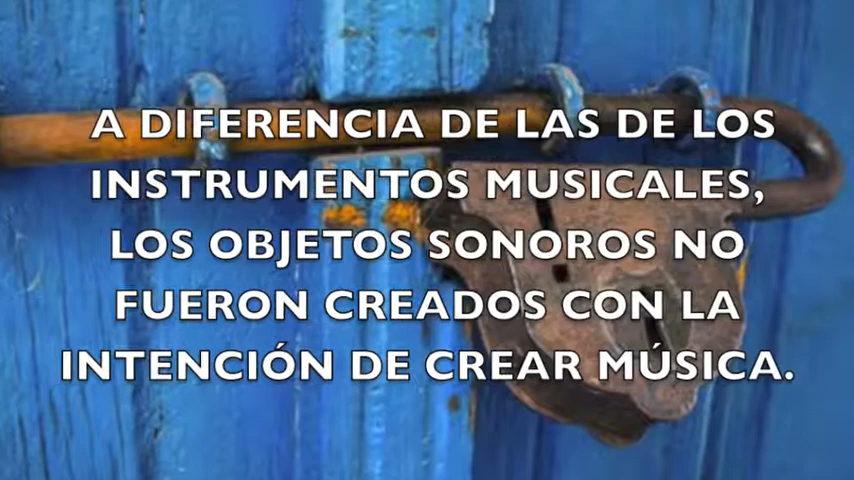 A DIFERENCIA DE LAS DE LOS
INSTRUMENTOS MUSICALES,
LOS OBJETOS SONOROS NO
FUERON CREADOS CON LA
INTENCIÓN DE CREAR MÚSICA.